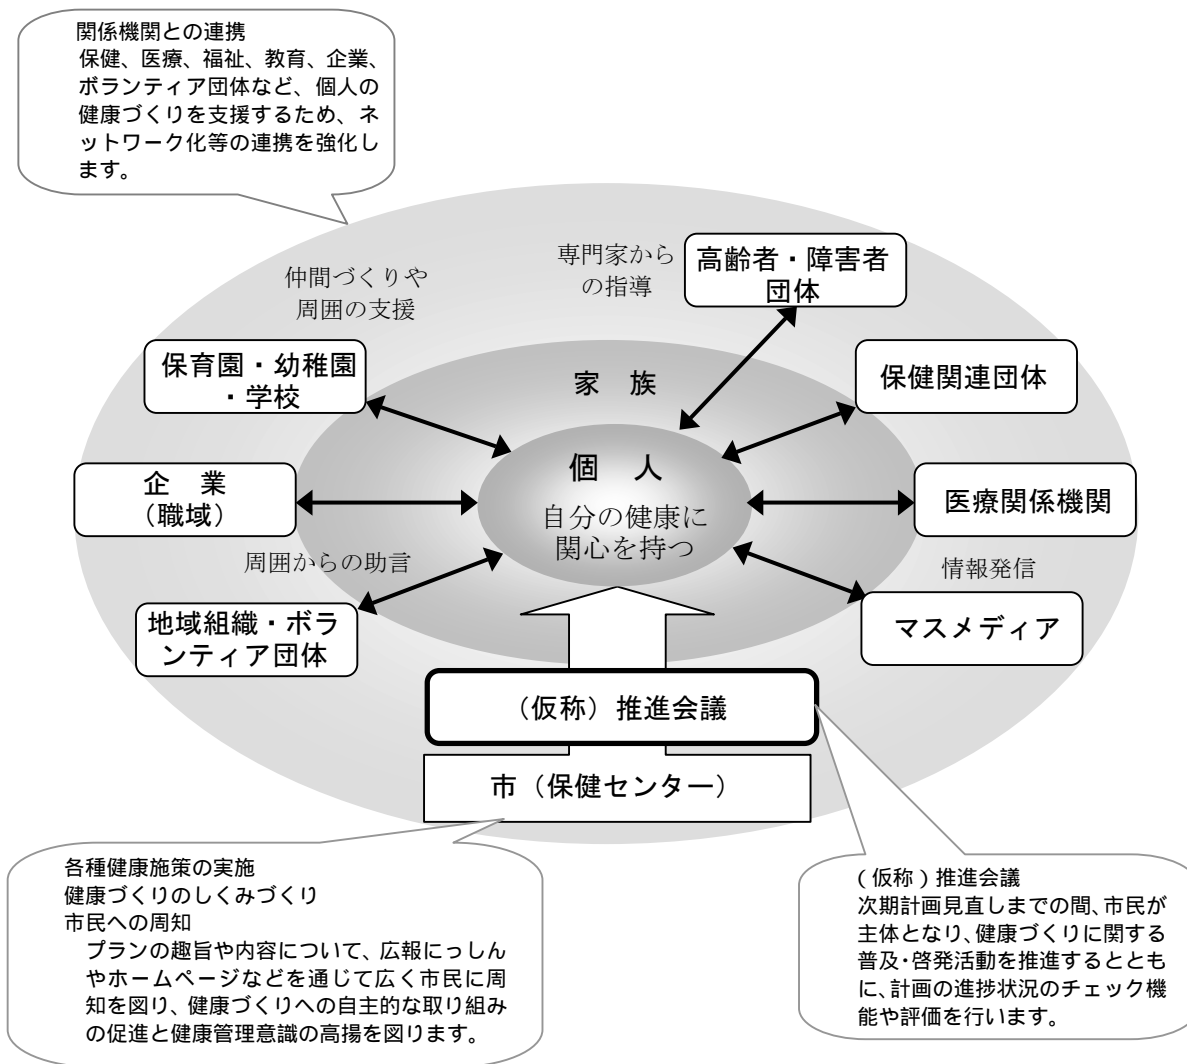 関係機関との連携
保健、医療、福祉、教育、企業、
ボランティア団体など、個人の
健康づくりを支援するため、ネ
ットワーク化等の連携を強化し
ます。
仲間づくりや
周囲の支援
専門家から
の指導
高齢者・障害者
団体
保育園・幼稚園
・学校
家　族
保健関連団体
個　人
自分の健康に
関心を持つ
企　業
（職域）
医療関係機関
周囲からの助言
情報発信
地域組織・ボラ
ンティア団体
マスメディア
（仮称）推進会議
市（保健センター）
各種健康施策の実施
健康づくりのしくみづくり
市民への周知
プランの趣旨や内容について、広報にっしん
やホームページなどを通じて広く市民に周
知を図り、健康づくりへの自主的な取り組み
の促進と健康管理意識の高揚を図ります。
（仮称）推進会議
次期計画見直しまでの間、市民が
主体となり、健康づくりに関する
普及・啓発活動を推進するととも
に、計画の進捗状況のチェック機
能や評価を行います。